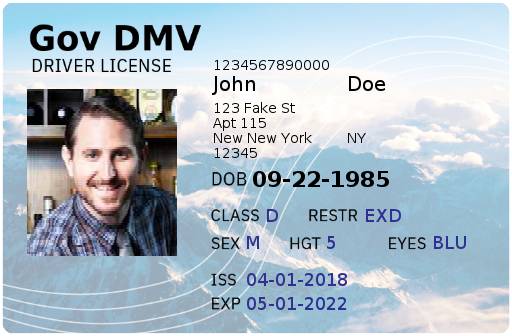 Gov DMV
DRIVER LICENSE
1234567890000
John Doe
123 Fake St
Apt 115
New New York NY
12345
DOB 09-22-1985
CLASS D RESTR EXD
SEX M HGT 5 EYES BLU
ISS 04-01-2018
EXP 05-01-2022